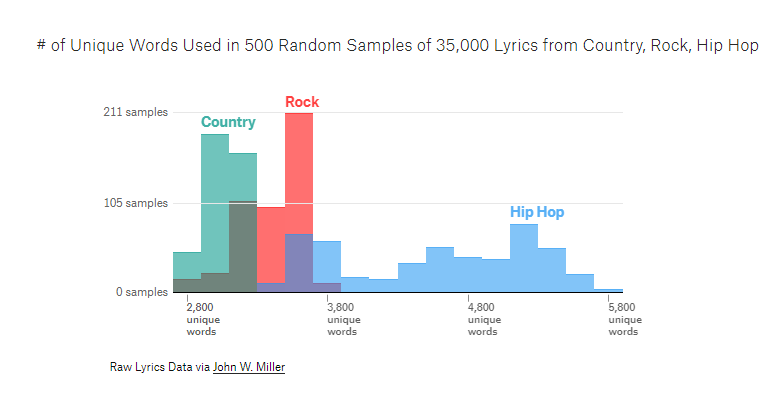 # of Unique Words Used in 500 Random Samples of 35,000 Lyrics from Country, Rock, Hip Hop
Rock
211 samples
Country
105 samples
Hip Hop
0 samples
2,800
unique
words
3,800
unique
words
4,800
unique
words
5,800
unique
words
Raw Lyrics Data via John W. Miller